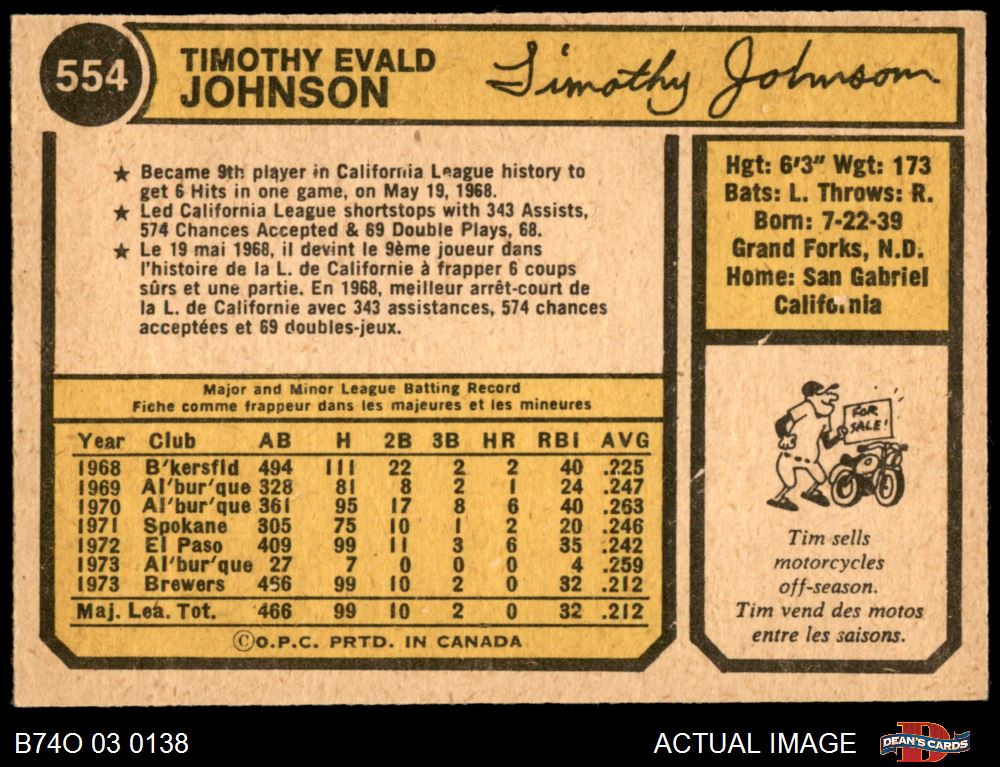 554
TIMOTHY EVALD
JOHNSON
Timothy Johnson
★ Became 9th player in California League history to
get 6 Hits in one game, on May 19, 1968.
★ Led California League shortstops with 343 Assists,
574 Chances Accepted & 69 Double Plays, 68.
★ Le 19 mai 1968, il devint le 9ème joueur dans
l'histoire de la L. de Californie à frapper 6 coups
sûrs et une partie. En 1968, meilleur arrêt-court de
la L. de Californie avec 343 assistances, 574 chances
acceptées et 69 doubles-jeux.
Hgt: 6'3" Wgt: 173
Bats: L. Throws: R.
Born: 7-22-39
Grand Forks, N.D.
Home: San Gabriel
California
Major and Minor League Batting Record
Fiche comme frappeur dans les majeures et les mineures
Year Club AB H 2B 3B HR RBI AVG
1968 B'kersfld 494 111 22 2 2 40 .225
1969 Al'bur'que 328 81 8 2 1 24 .247
1970 Al'bur'que 361 95 17 8 6 40 .263
1971 Spokane 305 75 10 1 2 20 .246
1972 El Paso 409 99 11 3 6 35 .242
1973 Al'bur'que 27 7 0 0 0 4 .259
1973 Brewers 466 99 10 2 0 32 .212
Maj. Lea. Tot. 466 99 10 2 0 32 .212
©O.P.C. PRTD. IN CANADA
FOR
SALE!
Tim sells
motorcycles
off-season.
Tim vend des motos
entre les saisons.
B74O 03 0138
ACTUAL IMAGE
DEAN'S CARDS